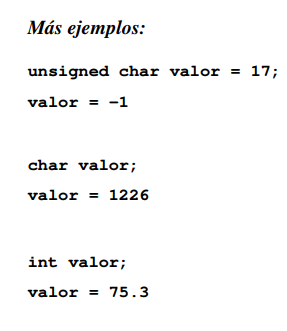 Más ejemplos:
unsigned char valor = 17;
valor = –1
char valor;
valor = 1226
int valor;
valor = 75.3